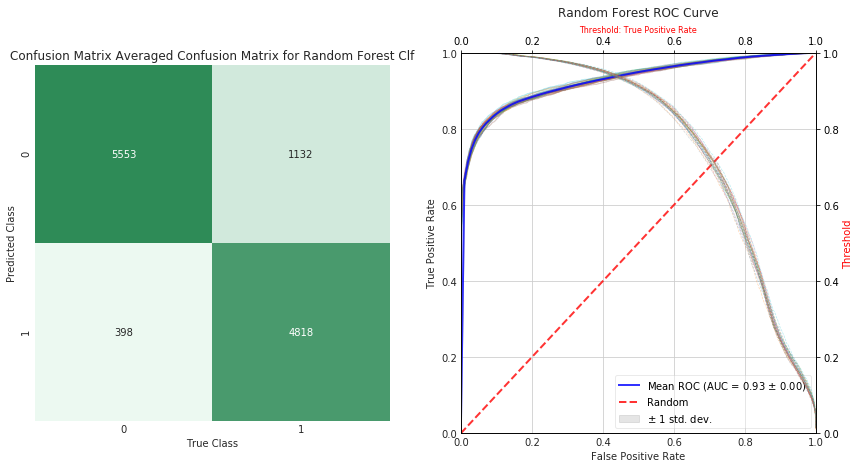 Confusion Matrix Averaged Confusion Matrix for Random Forest Clf
5553 1132
398 4818
0
1
Predicted Class
0 1
True Class
Random Forest ROC Curve
Threshold: True Positive Rate
0.0 0.2 0.4 0.6 0.8 1.0
1.0
0.8
0.6
0.4
0.2
0.0
True Positive Rate
1.0
0.8
0.6
0.4
0.2
0.0
Threshold
Mean ROC (AUC = 0.93 ± 0.00)
Random
± 1 std. dev.
0.0 0.2 0.4 0.6 0.8 1.0
False Positive Rate